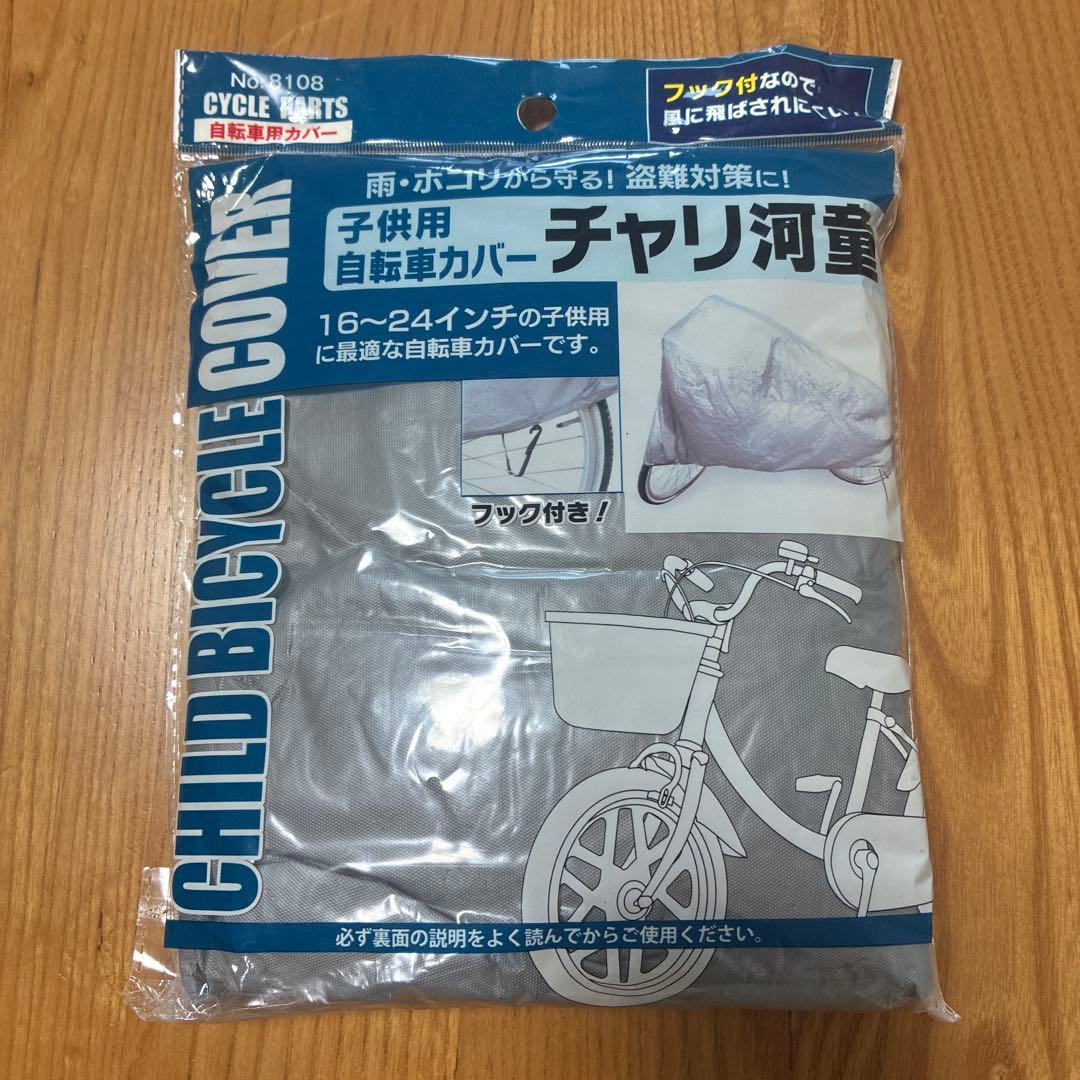 No.8108
CYCLE PARTS
自転車用カバー
フック付なので
風に飛ばされにくい!
雨・ホコリから守る!盗難対策に!
子供用
自転車カバー
チャリ河童
16〜24インチの子供用
に最適な自転車カバーです。
フック付き!
CHILD BICYCLE COVER
必ず裏面の説明をよく読んでからご使用ください。